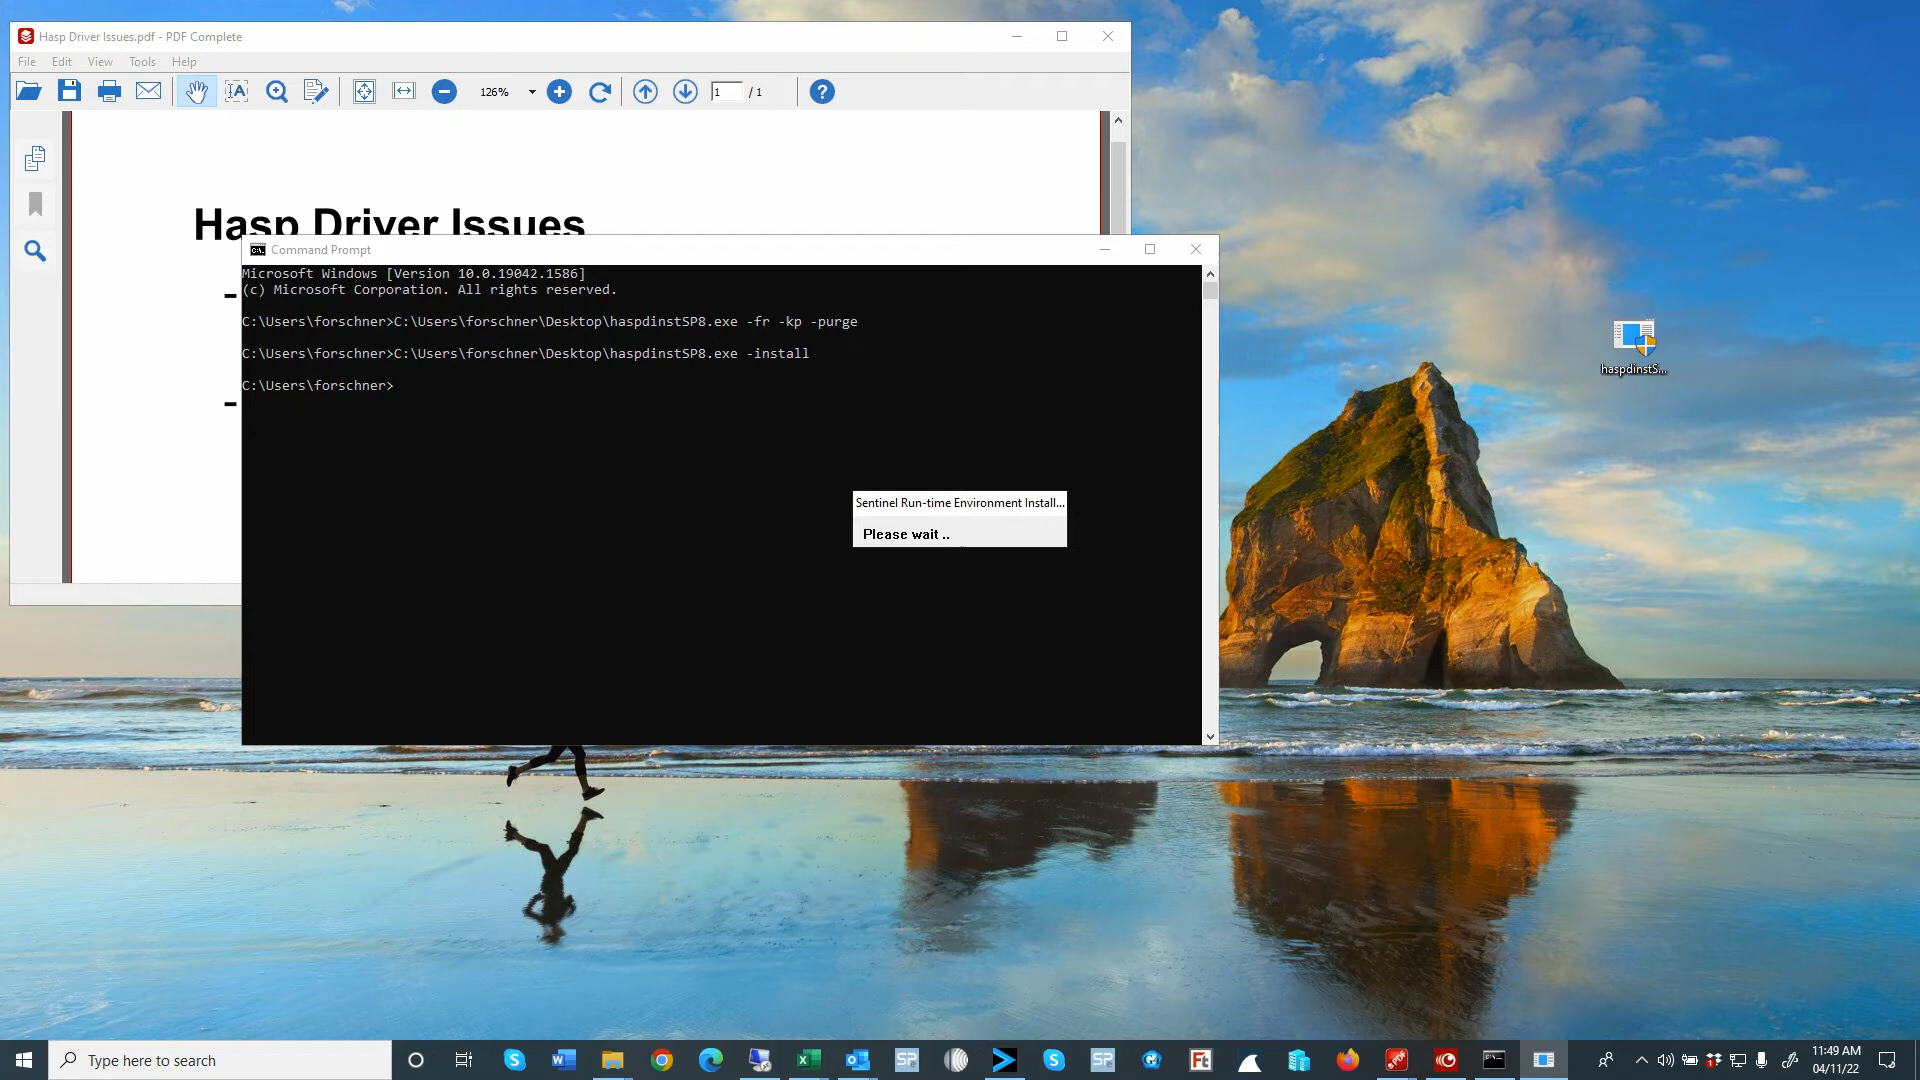 Hasp Driver Issues.pdf - PDF Complete
File Edit View Tools Help
126% 1 / 1
Hasp Driver Issues
-
-
Command Prompt
Microsoft Windows [Version 10.0.19042.1586]
(c) Microsoft Corporation. All rights reserved.
C:\Users\forschner>C:\Users\forschner\Desktop\haspdinstSP8.exe -fr -kp -purge
C:\Users\forschner>C:\Users\forschner\Desktop\haspdinstSP8.exe -install
C:\Users\forschner>
Sentinel Run-time Environment Install...
Please wait ..
haspdinstS...
Type here to search
11:49 AM
04/11/22